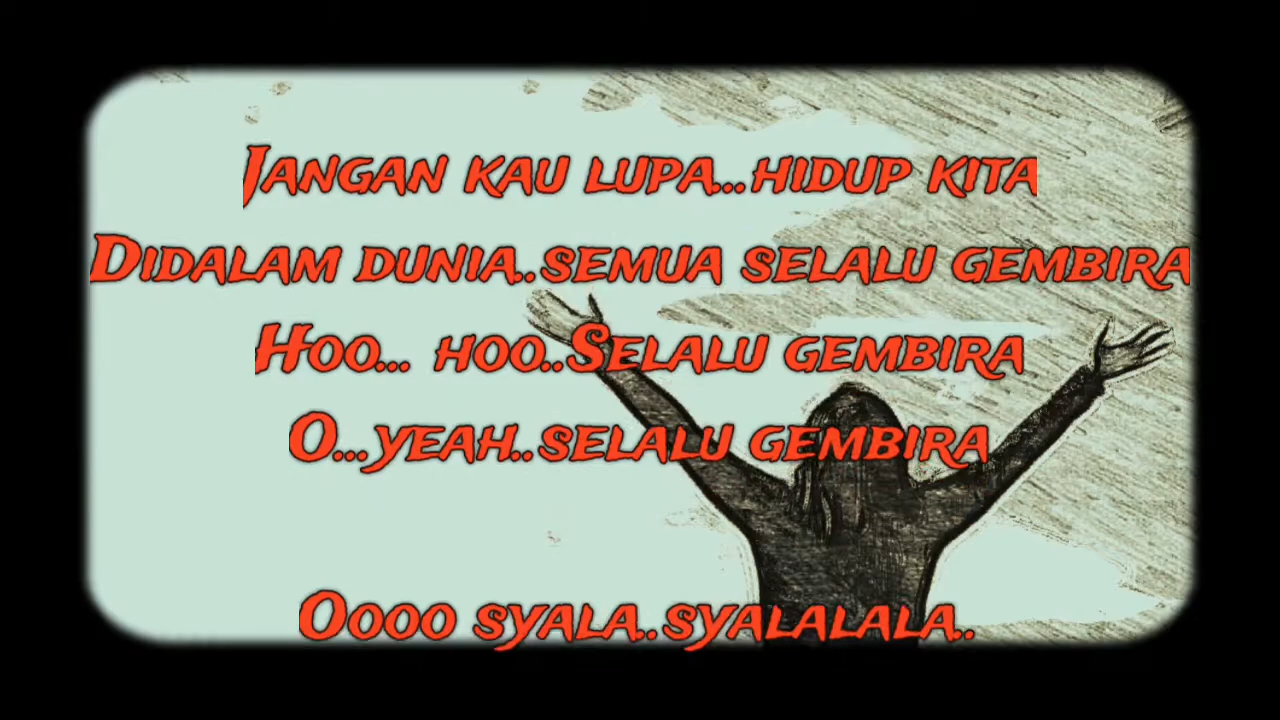 Jangan kau lupa...hidup kita
Didalam dunia..semua selalu gembira
Hoo... hoo..Selalu gembira
O...yeah..selalu gembira
Oooo syala..syalalala..